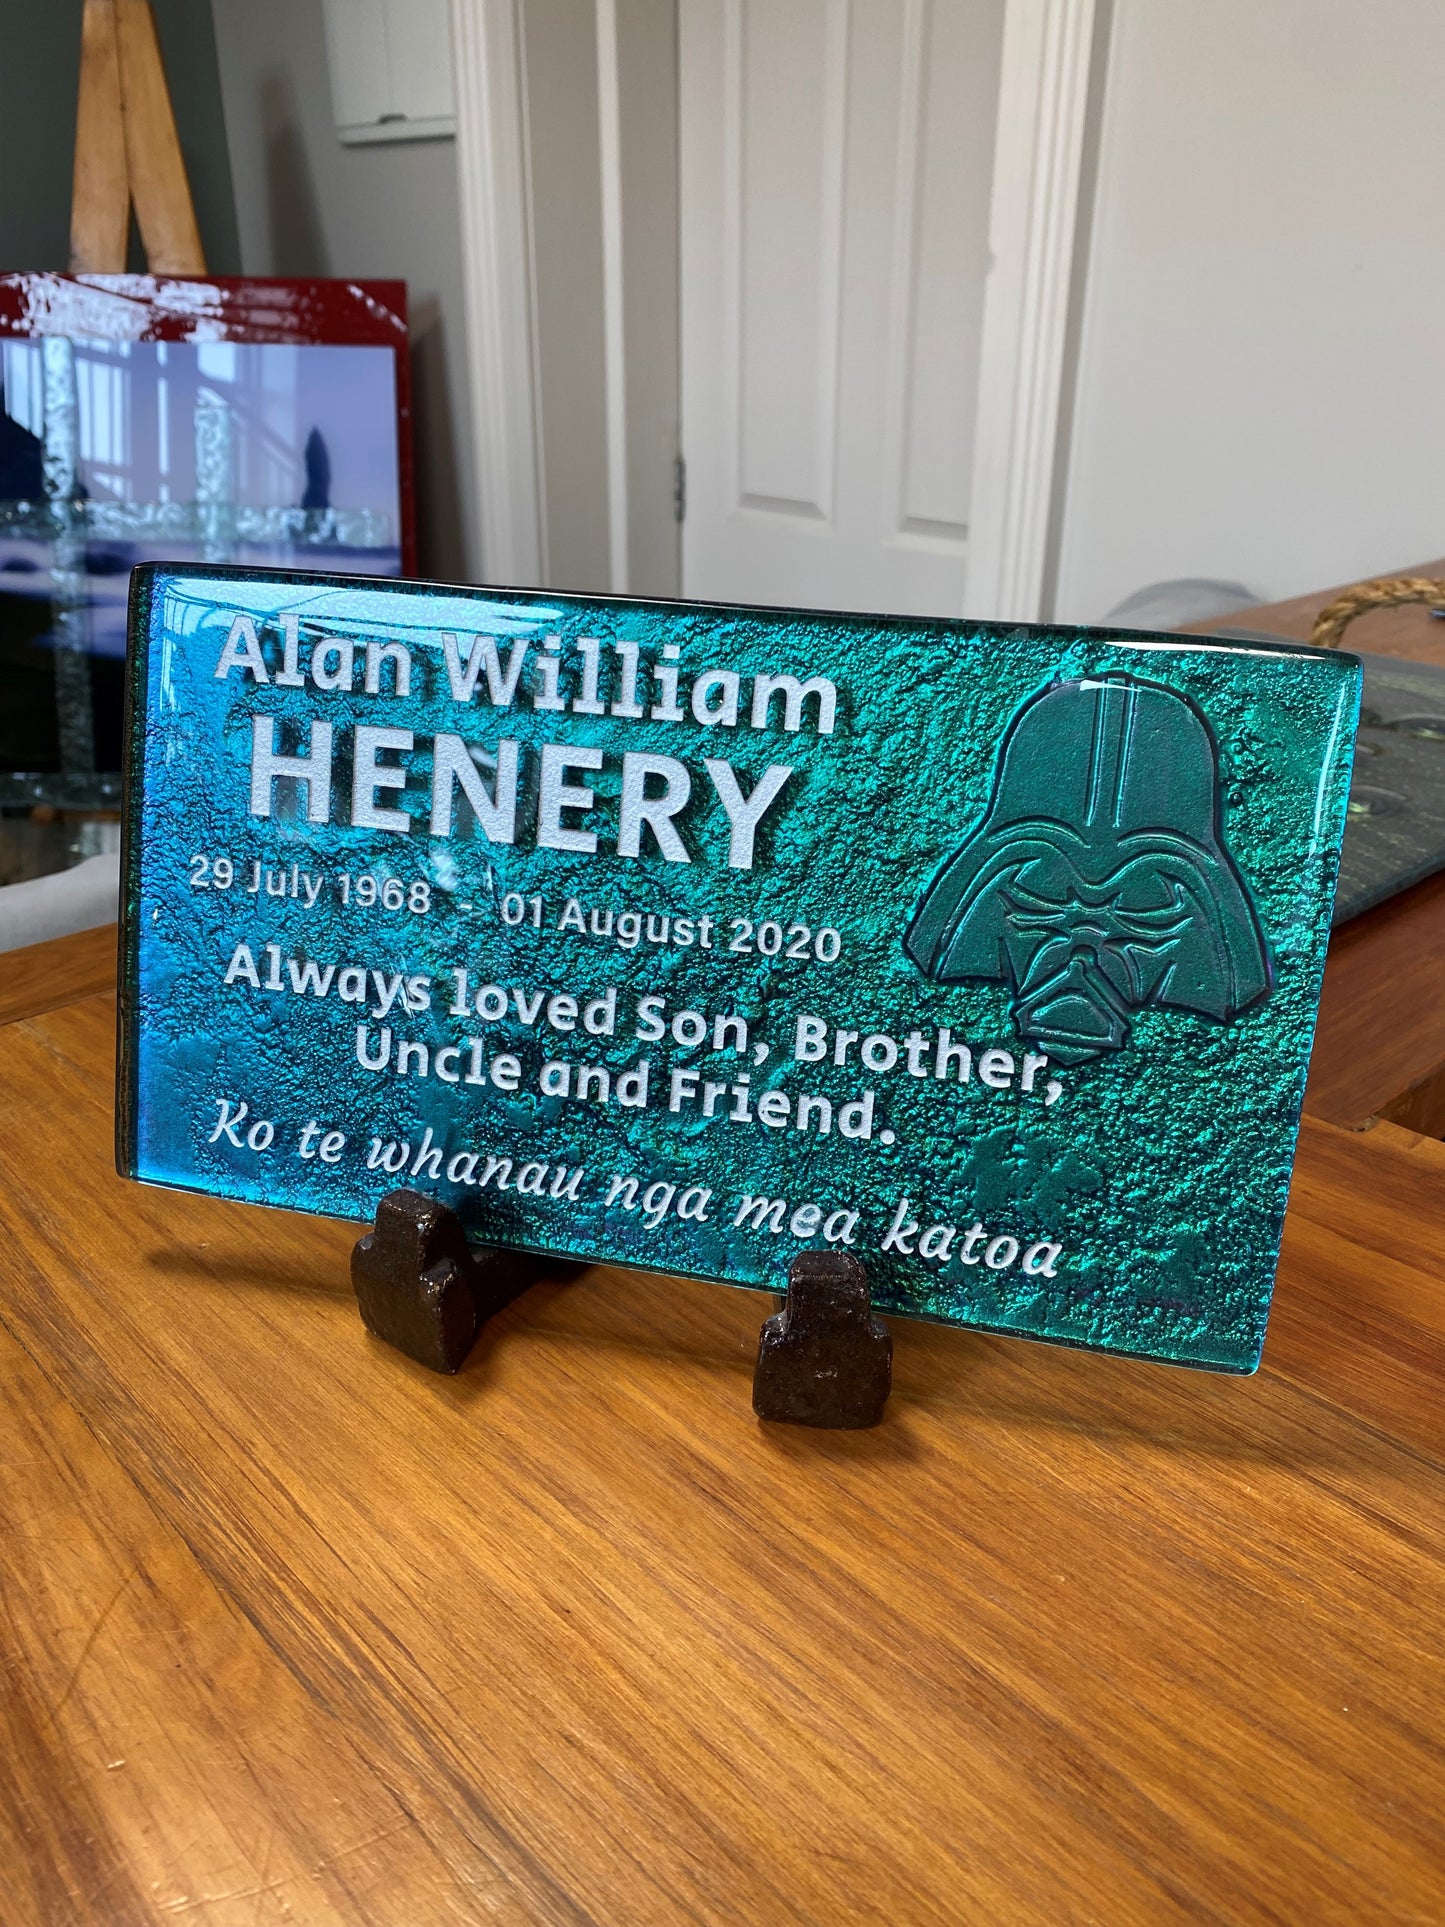 Alan William
HENERY
29 July 1968 - 01 August 2020
Always loved Son, Brother,
Uncle and Friend.
Ko te whanau nga mea katoa